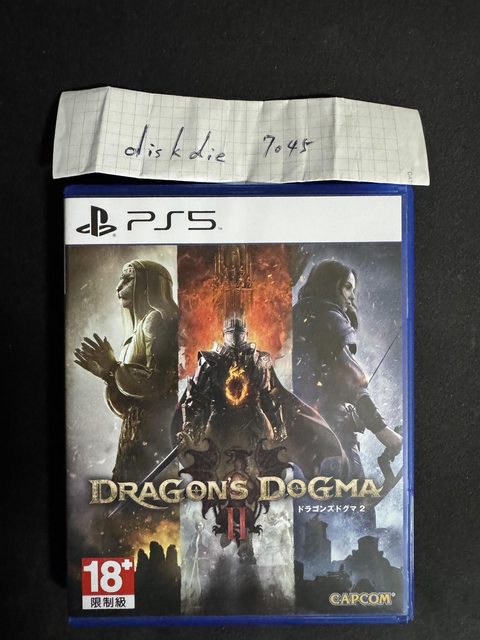 diskdie 7045
PS5
DRAGON'S DOGMA
II
ドラゴンズドグマ 2
18+
限制級
CAPCOM